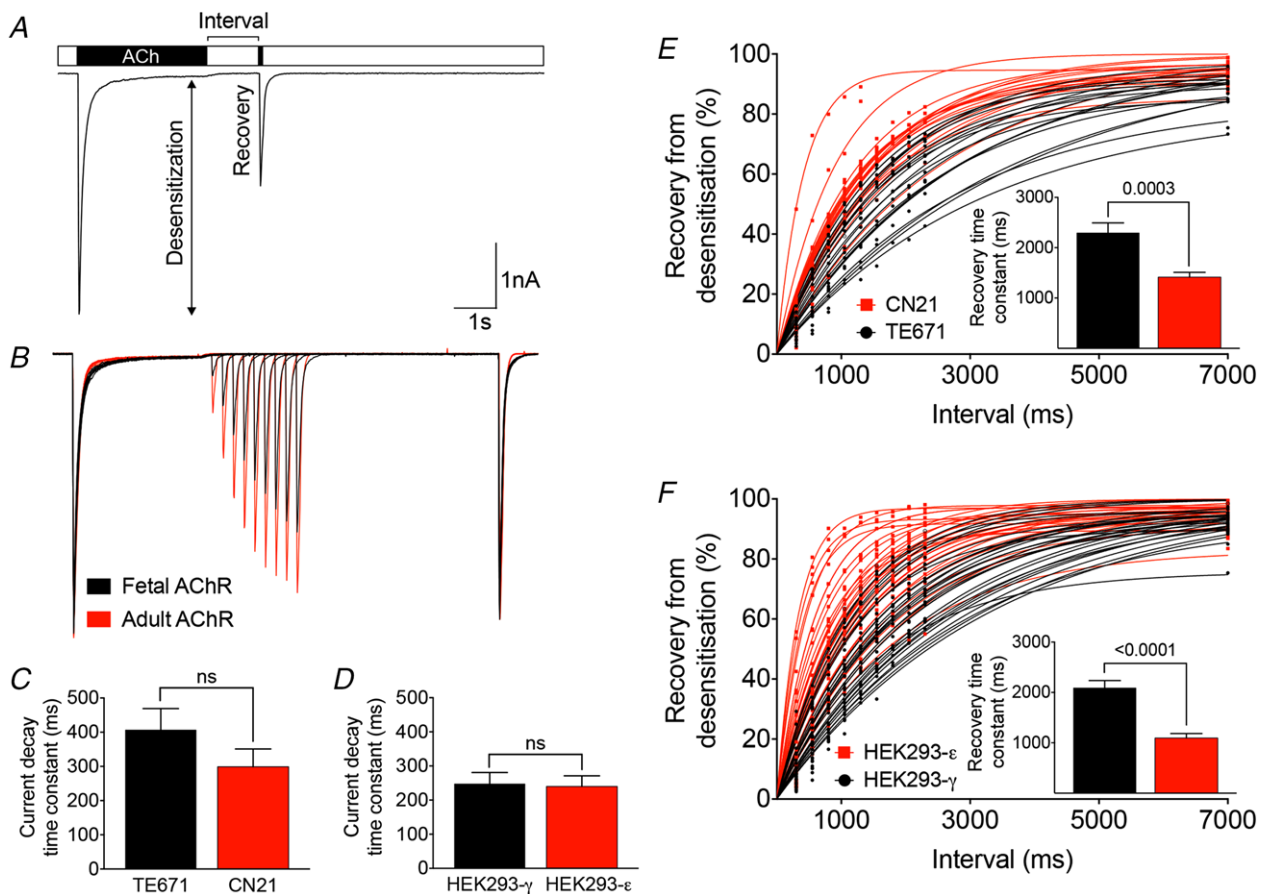 A
Interval
ACh
Desensitization
Recovery
1nA
1s
B
Fetal AChR
Adult AChR
C
Current decay
time constant (ms)
500
400
300
200
100
0
ns
TE671
CN21
D
Current decay
time constant (ms)
500
400
300
200
100
0
ns
HEK293-γ
HEK293-ε
E
Recovery from
desensitisation (%)
100
80
60
40
20
0
CN21
TE671
Recovery time
constant (ms)
3000
2000
1000
0.0003
1000
3000
5000
7000
Interval (ms)
F
Recovery from
desensitisation (%)
100
80
60
40
20
0
HEK293-ε
HEK293-γ
Recovery time
constant (ms)
3000
2000
1000
<0.0001
1000
3000
5000
7000
Interval (ms)